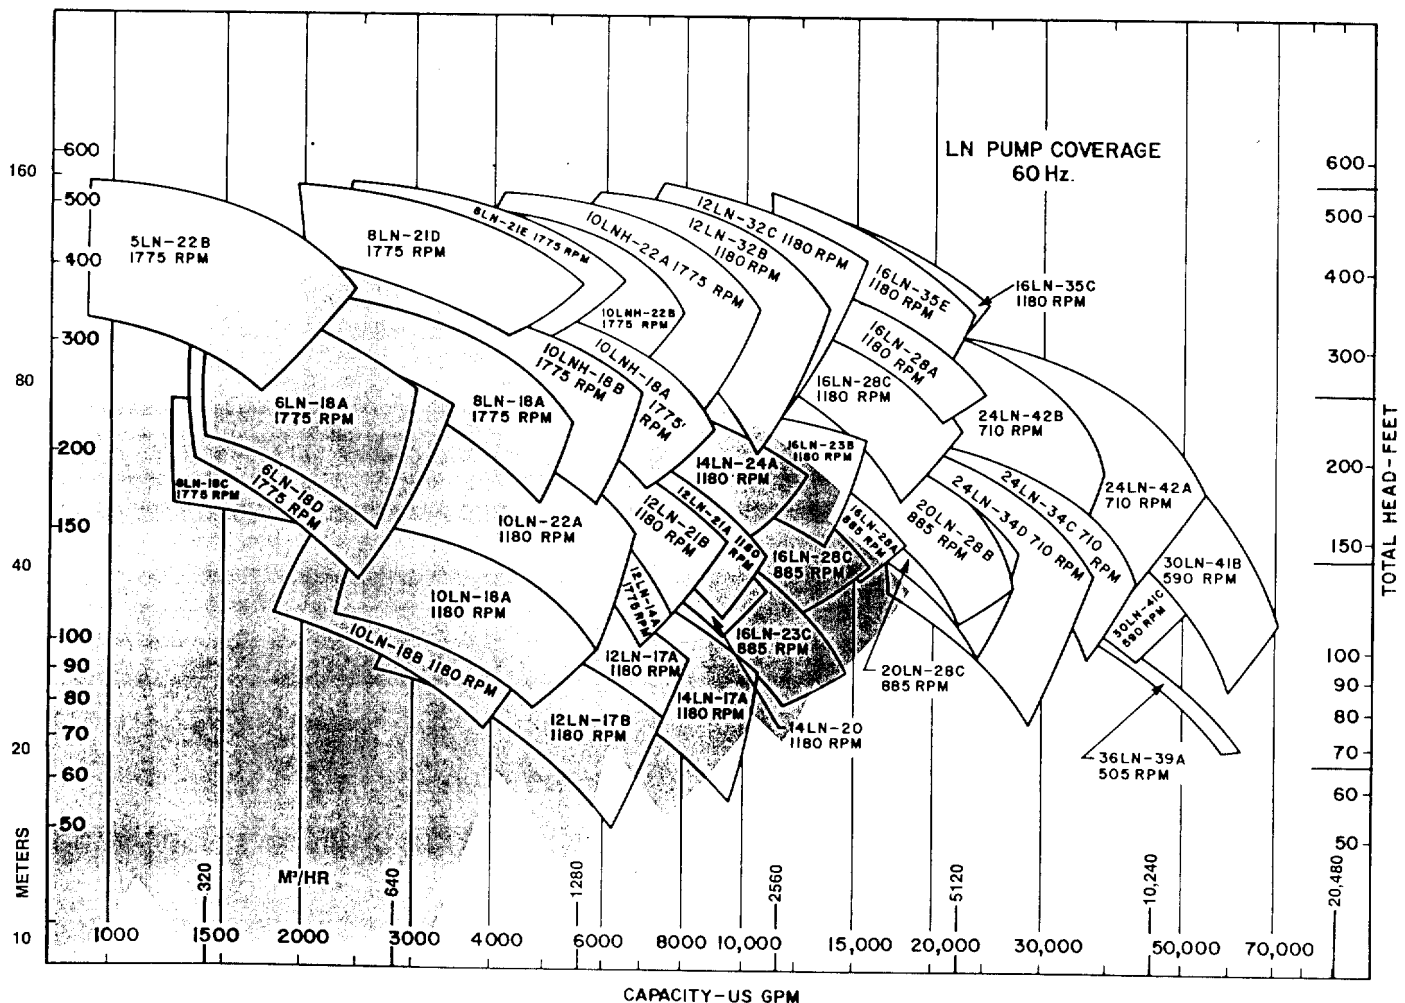 LN PUMP COVERAGE
60 Hz.
160
80
40
20
10
METERS
600
500
400
300
200
150
100
90
80
70
60
50
600
500
400
300
200
150
100
90
80
70
60
50
TOTAL HEAD-FEET
5LN-22B
1775 RPM
8LN-21D
1775 RPM
8LN-21E 1775 RPM
10LNH-22A 1775 RPM
10LNH-22B
1775 RPM
12LN-32B
1180 RPM
12LN-32C 1180 RPM
16LN-35E
1180 RPM
16LN-35C
1180 RPM
16LN-28A
1180 RPM
16LN-28C
1180 RPM
24LN-42B
710 RPM
24LN-42A
710 RPM
6LN-18A
1775 RPM
6LN-18D
1775 RPM
1775 RPM
8LN-18A
1775 RPM
10LNH-18B
1775 RPM
10LNH-18A
1775
RPM
14LN-24A
1180 RPM
16LN-23B
1180 RPM
10LN-22A
1180 RPM
12LN-21B
1180 RPM
12LN-21A 1180
RPM
16LN-28A
885 RPM
16LN-28C
885 RPM
20LN-28B
885 RPM
24LN-34D 710 RPM
24LN-34C 710
RPM
30LN-41B
590 RPM
30LN-41C
590 RPM
10LN-18A
1180 RPM
10LN-18B 1180 RPM
12LN-14A
1775 RPM
12LN-17A
1180 RPM
12LN-17B
1180 RPM
14LN-17A
1180 RPM
16LN-23C
885 RPM
14LN-20
1180 RPM
20LN-28C
885 RPM
36LN-39A
505 RPM
M³/HR
320
640
1280
2560
5120
10,240
20,480
1000
1500
2000
3000
4000
6000
8000
10,000
15,000
20,000
30,000
50,000
70,000
CAPACITY-US GPM